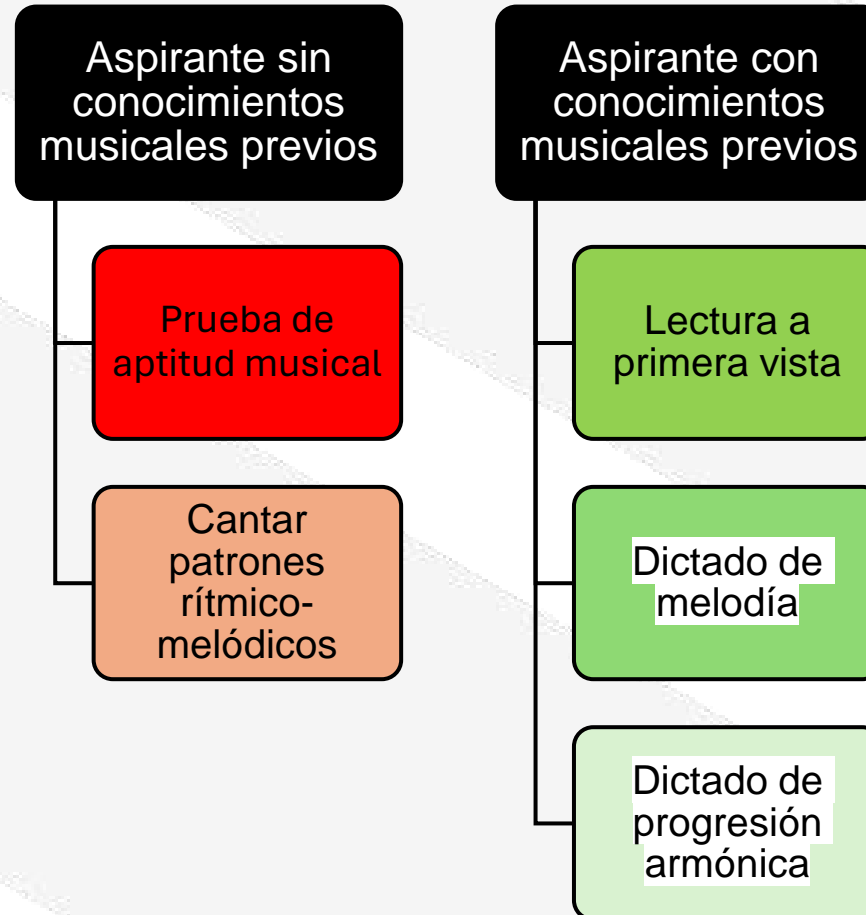 Aspirante sin
conocimientos
musicales previos
Prueba de
aptitud musical
Cantar
patrones
rítmico-
melódicos
Aspirante con
conocimientos
musicales previos
Lectura a
primera vista
Dictado de
melodía
Dictado de
progresión
armónica